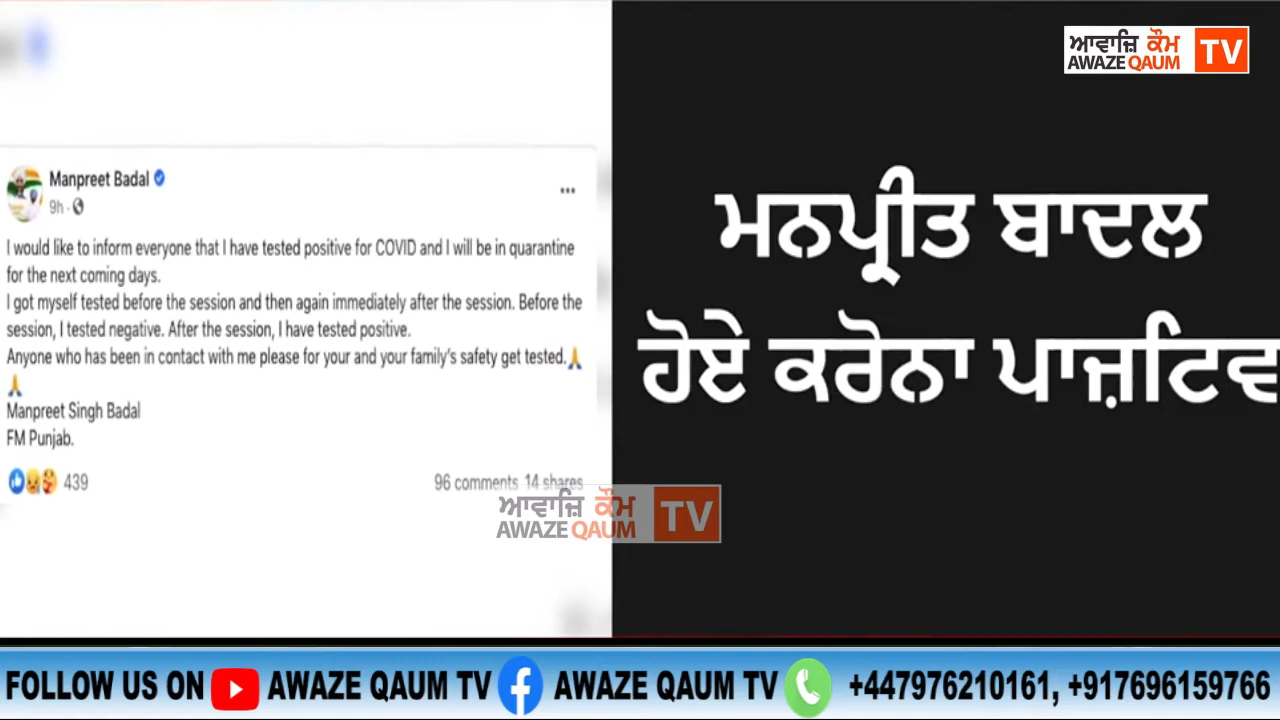 ਆਵਾਜ਼ਿ ਕੌਮ
AWAZE QAUM TV
Manpreet Badal
9h ·
I would like to inform everyone that I have tested positive for COVID and I will be in quarantine
for the next coming days.
I got myself tested before the session and then again immediately after the session. Before the
session, I tested negative. After the session, I have tested positive.
Anyone who has been in contact with me please for your and your family's safety get tested.🙏
🙏
Manpreet Singh Badal
FM Punjab.
439
96 comments 14 shares
ਮਨਪ੍ਰੀਤ ਬਾਦਲ
ਹੋਏ ਕਰੋਨਾ ਪਾਜ਼ਟਿਵ
ਆਵਾਜ਼ਿ ਕੌਮ
AWAZE QAUM TV
FOLLOW US ON AWAZE QAUM TV AWAZE QAUM TV +447976210161, +917696159766